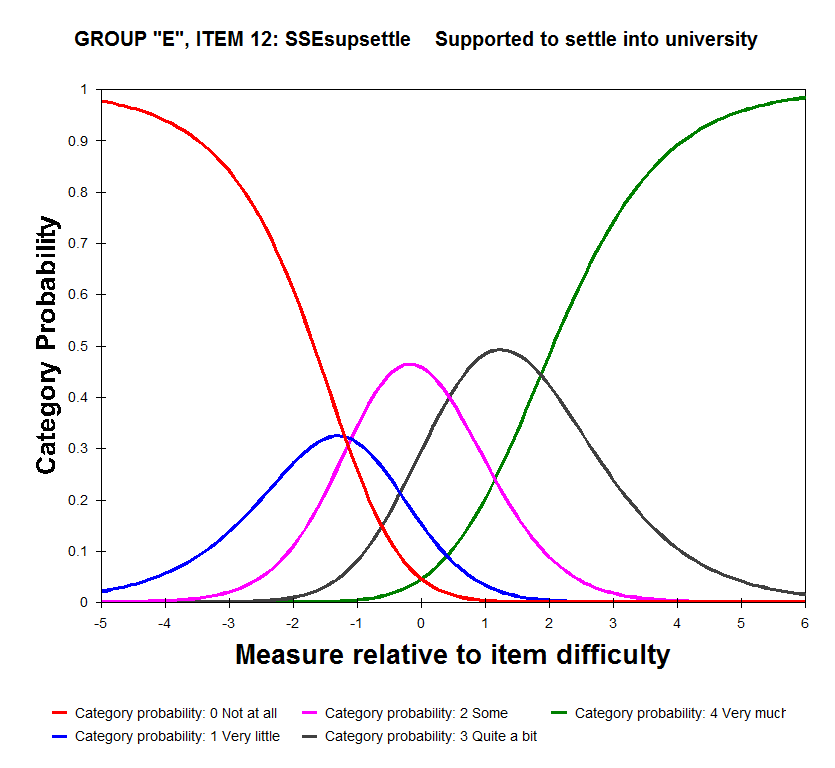 GROUP "E", ITEM 12: SSEsupsettle    Supported to settle into university
Category Probability
1
0.9
0.8
0.7
0.6
0.5
0.4
0.3
0.2
0.1
0
-5 -4 -3 -2 -1 0 1 2 3 4 5 6
Measure relative to item difficulty
Category probability: 0 Not at all
Category probability: 2 Some
Category probability: 4 Very much
Category probability: 1 Very little
Category probability: 3 Quite a bit